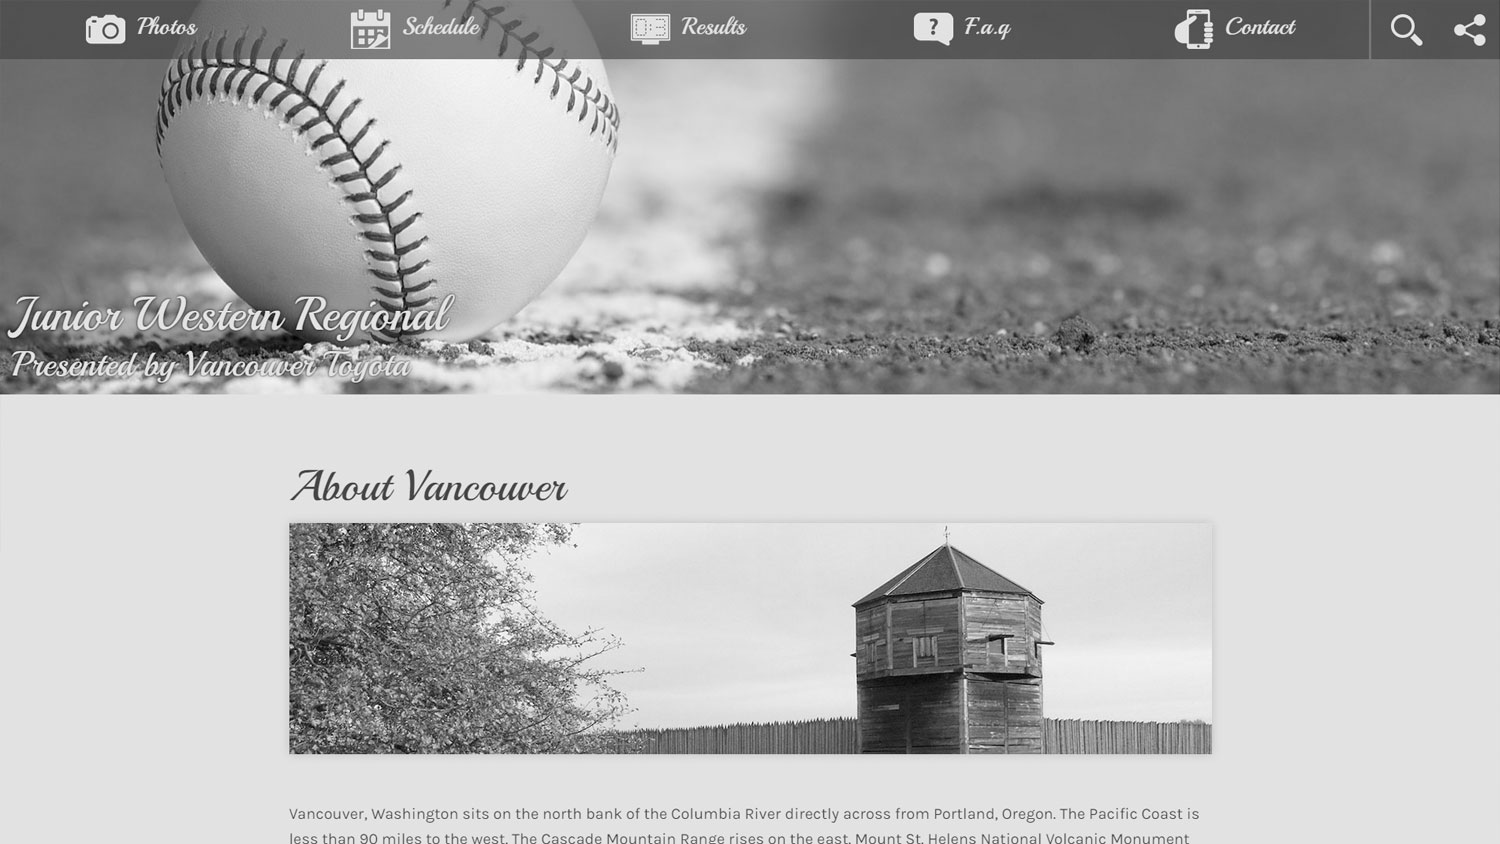 Photos
Schedule
Results
?
F.a.q
Contact
Junior Western Regional
Presented by Vancouver Toyota
About Vancouver
Vancouver, Washington sits on the north bank of the Columbia River directly across from Portland, Oregon. The Pacific Coast is
less than 90 miles to the west. The Cascade Mountain Range rises on the east. Mount St. Helens National Volcanic Monument